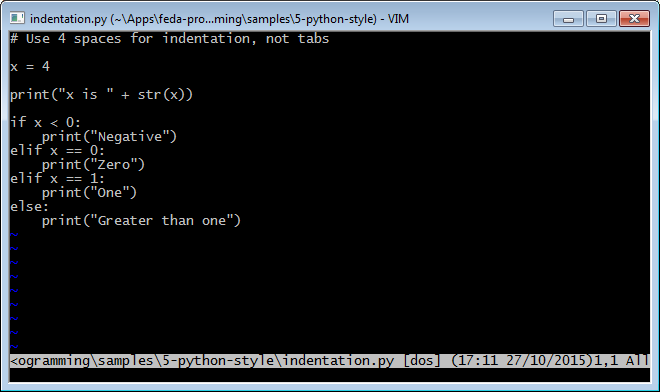 indentation.py (~\Apps\feda-pro...ming\samples\5-python-style) - VIM
# Use 4 spaces for indentation, not tabs
x = 4
print("x is " + str(x))
if x < 0:
    print("Negative")
elif x == 0:
    print("Zero")
elif x == 1:
    print("One")
else:
    print("Greater than one")
~
~
~
~
~
~
~
~
~
<ogramming\samples\5-python-style\indentation.py [dos] (17:11 27/10/2015)1,1 All